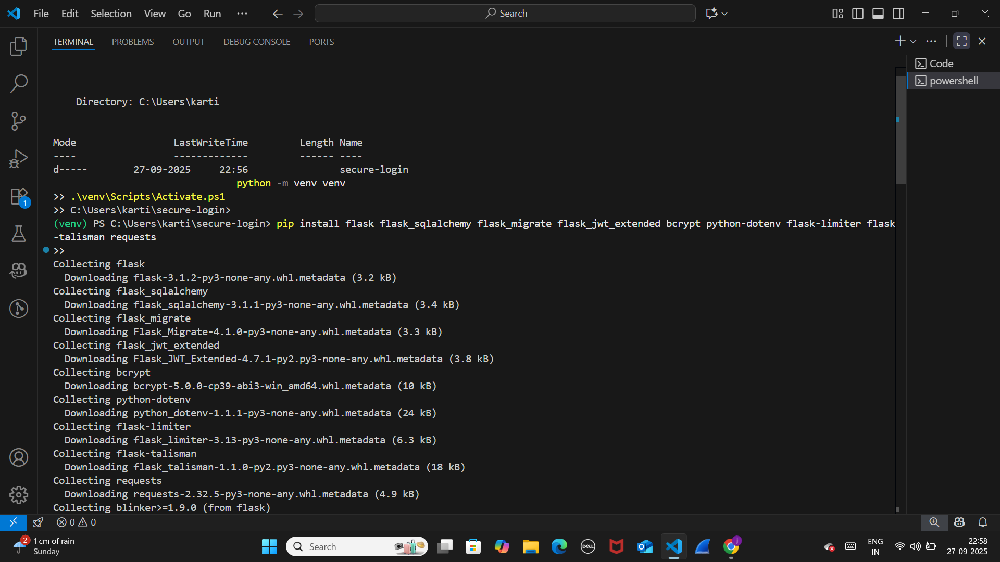 File Edit Selection View Go Run ··· Search
TERMINAL PROBLEMS OUTPUT DEBUG CONSOLE PORTS
Code
powershell
Directory: C:\Users\karti
Mode LastWriteTime Length Name
---- ------------- ------ ----
d----- 27-09-2025 22:56 secure-login
python -m venv venv
>> .\venv\Scripts\Activate.ps1
>> C:\Users\karti\secure-login>
(venv) PS C:\Users\karti\secure-login> pip install flask flask_sqlalchemy flask_migrate flask_jwt_extended bcrypt python-dotenv flask-limiter flask
-talisman requests
>>
Collecting flask
Downloading flask-3.1.2-py3-none-any.whl.metadata (3.2 kB)
Collecting flask_sqlalchemy
Downloading flask_sqlalchemy-3.1.1-py3-none-any.whl.metadata (3.4 kB)
Collecting flask_migrate
Downloading Flask_Migrate-4.1.0-py3-none-any.whl.metadata (3.3 kB)
Collecting flask_jwt_extended
Downloading Flask_JWT_Extended-4.7.1-py2.py3-none-any.whl.metadata (3.8 kB)
Collecting bcrypt
Downloading bcrypt-5.0.0-cp39-abi3-win_amd64.whl.metadata (10 kB)
Collecting python-dotenv
Downloading python_dotenv-1.1.1-py3-none-any.whl.metadata (24 kB)
Collecting flask-limiter
Downloading flask_limiter-3.13-py3-none-any.whl.metadata (6.3 kB)
Collecting flask-talisman
Downloading flask_talisman-1.1.0-py2.py3-none-any.whl.metadata (18 kB)
Collecting requests
Downloading requests-2.32.5-py3-none-any.whl.metadata (4.9 kB)
Collecting blinker>=1.9.0 (from flask)
1
0 0
2
1 cm of rain
Sunday
Search
DELL
j
ENG
IN
22:58
27-09-2025